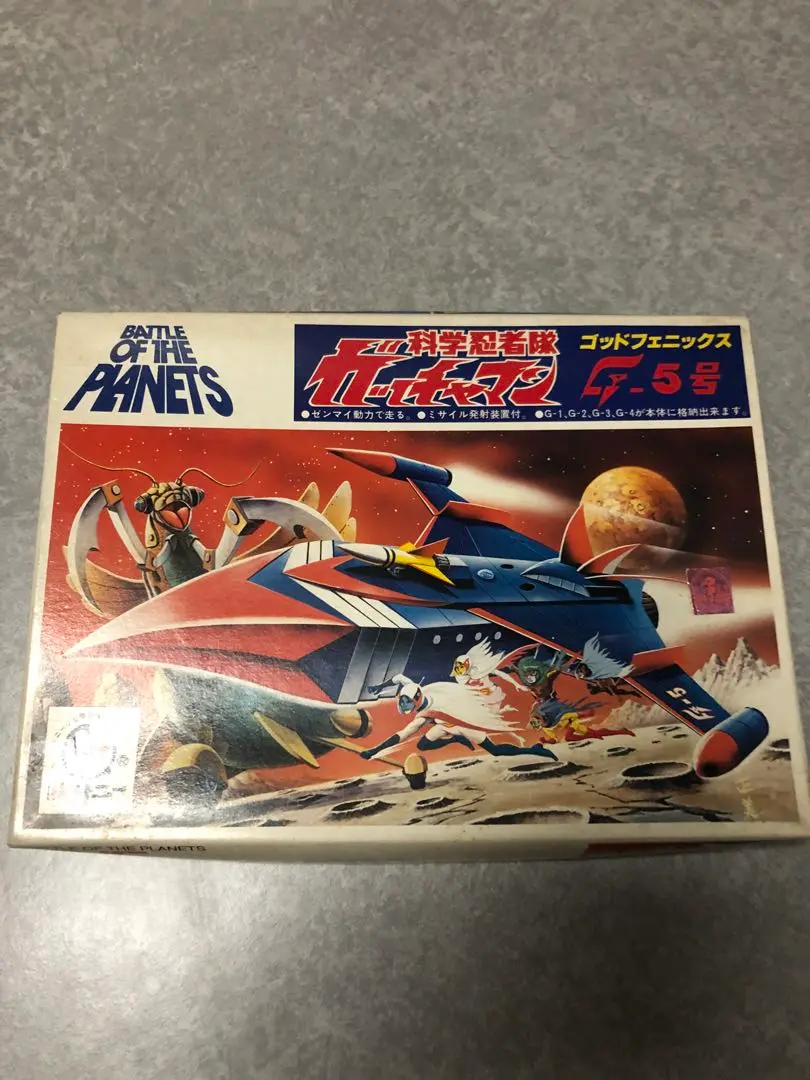 BATTLE
OF THE
PLANETS
科学忍者隊
ガッチャマン
ゴッドフェニックス
G-5号
●ゼンマイ動力で走る。●ミサイル発射装置付。●G-1、G-2、G-3、G-4が本体に格納出来ます。
G-5
OF THE PLANETS